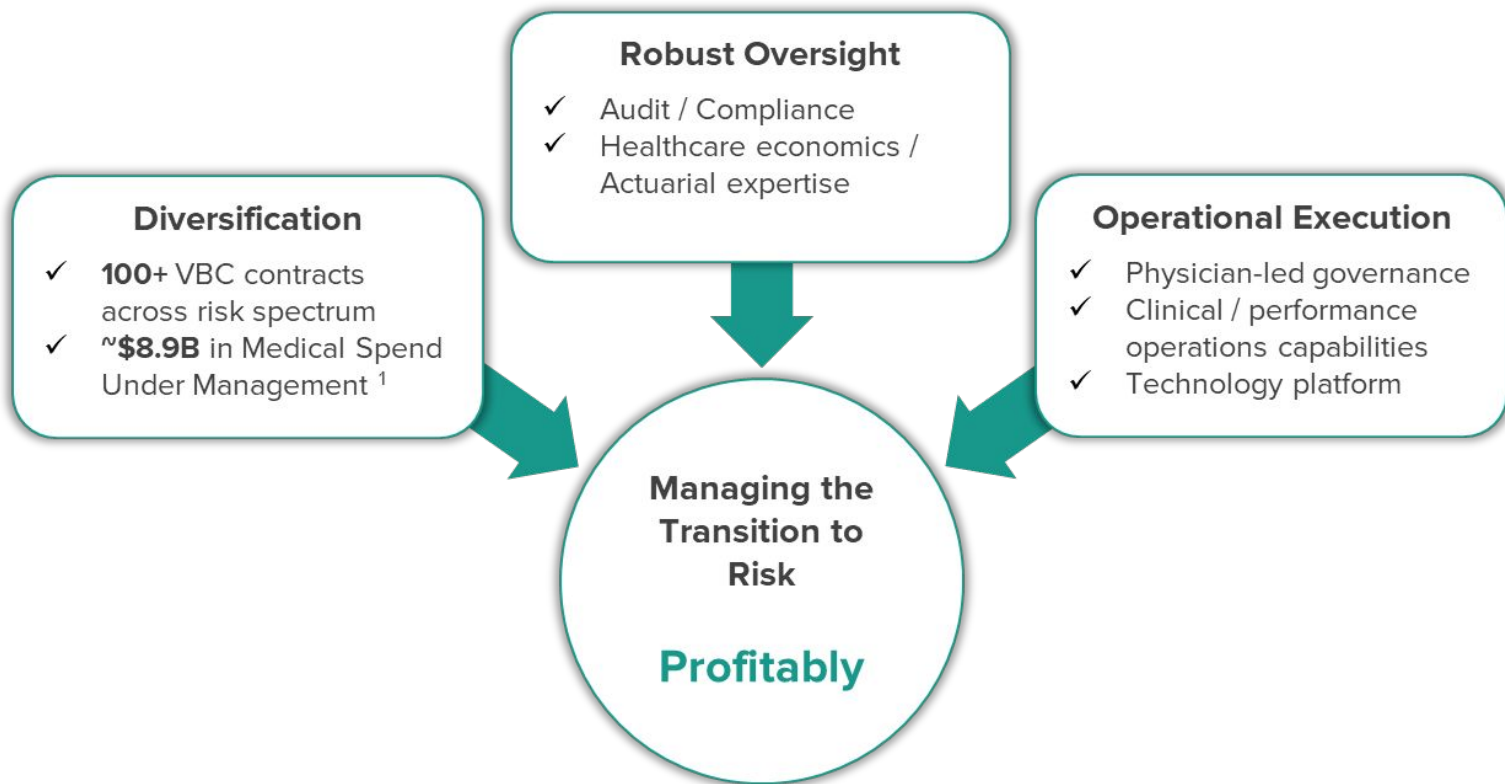 Robust Oversight
✓ Audit / Compliance
✓ Healthcare economics /
Actuarial expertise
Diversification
✓ 100+ VBC contracts
across risk spectrum
✓ ~$8.9B in Medical Spend
Under Management ¹
Operational Execution
✓ Physician-led governance
✓ Clinical / performance
operations capabilities
✓ Technology platform
Managing the
Transition to
Risk
Profitably